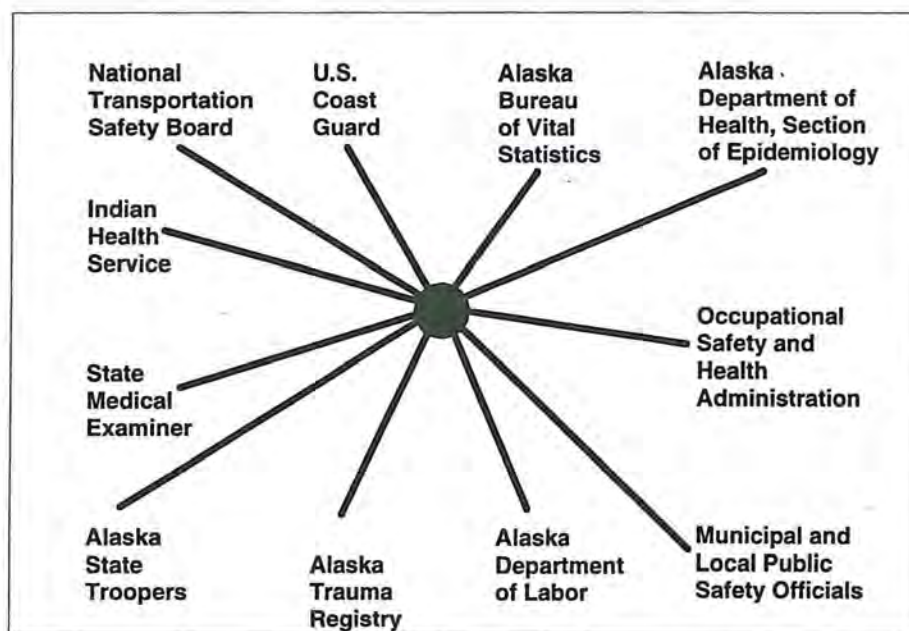 National
Transportation
Safety Board
U.S.
Coast
Guard
Alaska
Bureau
of Vital
Statistics
Alaska
Department of
Health, Section
of Epidemiology
Indian
Health
Service
Occupational
Safety and
Health
Administration
State
Medical
Examiner
Alaska
State
Troopers
Alaska
Trauma
Registry
Alaska
Department
of Labor
Municipal and
Local Public
Safety Officials